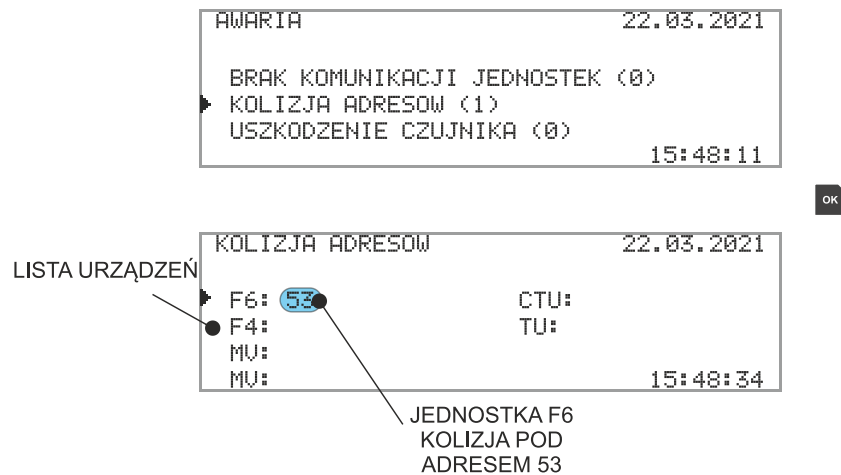 AWARIA 22.03.2021
BRAK KOMUNIKACJI JEDNOSTEK (0)
KOLIZJA ADRESOW (1)
USZKODZENIE CZUJNIKA (0)
15:48:11
OK
KOLIZJA ADRESOW 22.03.2021
LISTA URZĄDZEŃ
F6: 53 CTU:
F4: TU:
MV:
MV: 15:48:34
JEDNOSTKA F6
KOLIZJA POD
ADRESEM 53